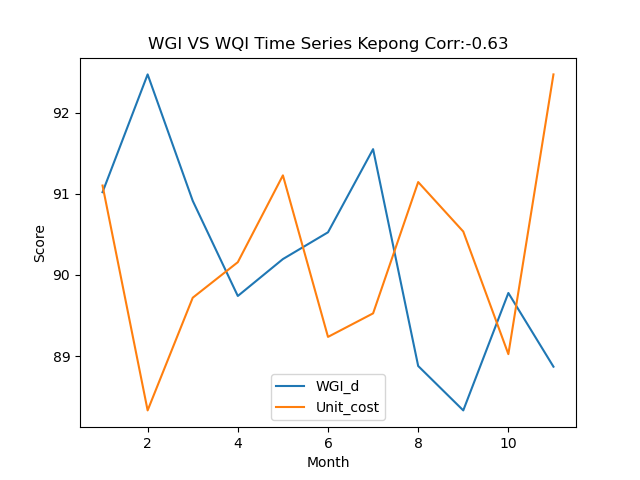 WGI VS WQI Time Series Kepong Corr:-0.63
92
91
90
89
Score
WGI_d
Unit_cost
2 4 6 8 10
Month